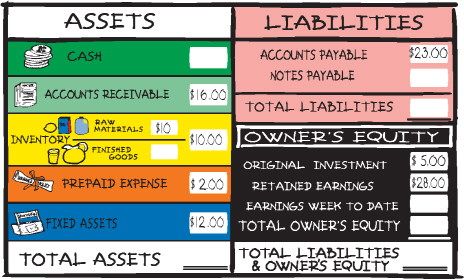 ASSETS
CASH
ACCOUNTS RECEIVABLE $16.00
INVENTORY
RAW MATERIALS $10
FINISHED GOODS
$10.00
PREPAID EXPENSE $2.00
FIXED ASSETS $12.00
TOTAL ASSETS
LIABILITIES
ACCOUNTS PAYABLE $23.00
NOTES PAYABLE
TOTAL LIABILITIES
OWNER'S EQUITY
ORIGINAL INVESTMENT $5.00
RETAINED EARNINGS $28.00
EARNINGS WEEK TO DATE
TOTAL OWNER'S EQUITY
TOTAL LIABILITIES
& OWNER'S EQUITY